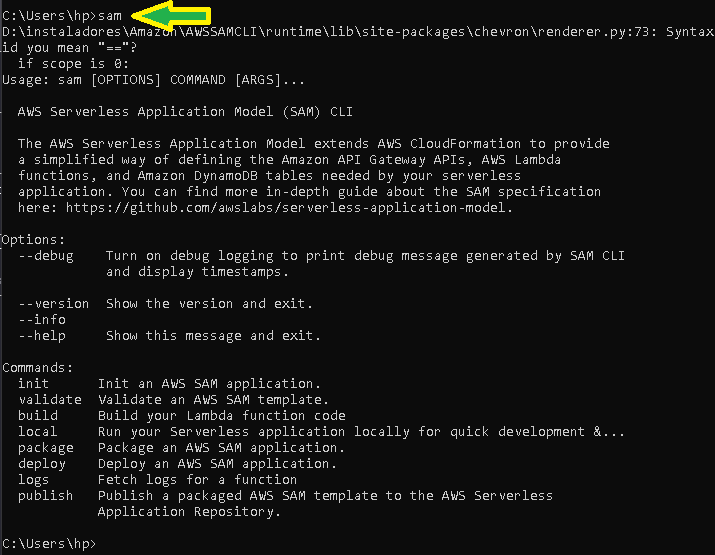 C:\Users\hp>sam
D:\instaladores\Amazon\AWSSAMCLI\runtime\lib\site-packages\chevron\renderer.py:73: Syntax
id you mean "=="?
  if scope is 0:
Usage: sam [OPTIONS] COMMAND [ARGS]...

  AWS Serverless Application Model (SAM) CLI

  The AWS Serverless Application Model extends AWS CloudFormation to provide
  a simplified way of defining the Amazon API Gateway APIs, AWS Lambda
  functions, and Amazon DynamoDB tables needed by your serverless
  application. You can find more in-depth guide about the SAM specification
  here: https://github.com/awslabs/serverless-application-model.

Options:
  --debug    Turn on debug logging to print debug message generated by SAM CLI
             and display timestamps.

  --version  Show the version and exit.
  --info
  --help     Show this message and exit.

Commands:
  init      Init an AWS SAM application.
  validate  Validate an AWS SAM template.
  build     Build your Lambda function code
  local     Run your Serverless application locally for quick development &...
  package   Package an AWS SAM application.
  deploy    Deploy an AWS SAM application.
  logs      Fetch logs for a function
  publish   Publish a packaged AWS SAM template to the AWS Serverless
            Application Repository.

C:\Users\hp>